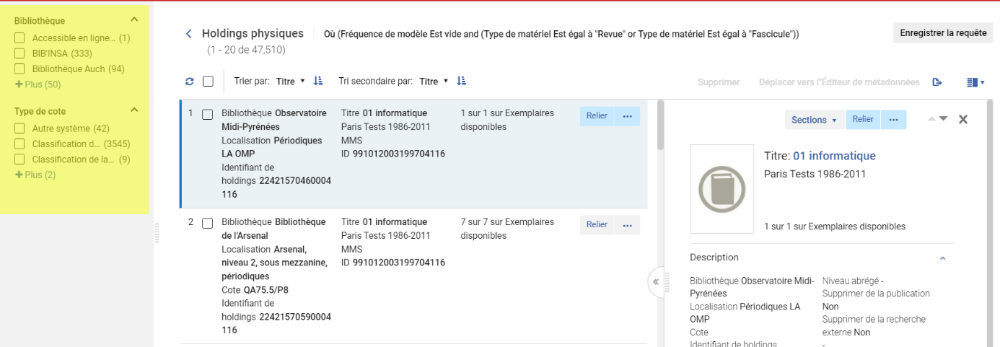 Bibliothèque
Accessible en ligne... (1)
BIB'INSA (333)
Bibliothèque Auch (94)
+ Plus (50)
Type de cote
Autre système (42)
Classification d... (3545)
Classification de la... (9)
+ Plus (2)
Holdings physiques
Où (Fréquence de modèle Est vide and (Type de matériel Est égal à "Revue" or Type de matériel Est égal à "Fascicule"))
(1 - 20 de 47,510)
Enregistrer la requête
Trier par: Titre
Tri secondaire par: Titre
Supprimer
Déplacer vers l''Éditeur de métadonnées
1
Bibliothèque Observatoire
Midi-Pyrénées
Localisation Périodiques
LA OMP
Identifiant de
holdings 22421570460004
116
Titre 01 informatique
Paris Tests 1986-2011
MMS
ID 991012003199704116
1 sur 1 sur Exemplaires
disponibles
Relier
2
Bibliothèque Bibliothèque
de l'Arsenal
Localisation Arsenal,
niveau 2, sous mezzanine,
périodiques
Cote QA75.5/P8
Identifiant de
holdings 22421570590004
116
Titre 01 informatique
Paris Tests 1986-2011
MMS
ID 991012003199704116
7 sur 7 sur Exemplaires
disponibles
Relier
Sections
Relier
Titre: 01 informatique
Paris Tests 1986-2011
1 sur 1 sur Exemplaires disponibles
Description
Bibliothèque Observatoire Midi-
Pyrénées
Localisation Périodiques LA
OMP
Cote
Identifiant de holdings
Niveau abrégé -
Supprimer de la publication
Non
Supprimer de la recherche
externe Non
-